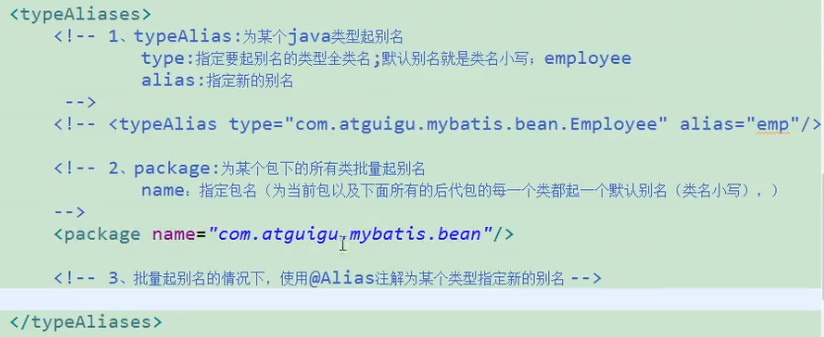 <typeAliases>
<!-- 1、typeAlias:为某个java类型起别名
type:指定要起别名的类型全类名;默认别名就是类名小写；employee
alias:指定新的别名
-->
<!-- <typeAlias type="com.atguigu.mybatis.bean.Employee" alias="emp"/>
<!-- 2、package:为某个包下的所有类批量起别名
name：指定包名（为当前包以及下面所有的后代包的每一个类都起一个默认别名（类名小写），）
-->
<package name="com.atguigu.mybatis.bean"/>
<!-- 3、批量起别名的情况下，使用@Alias注解为某个类型指定新的别名 -->
</typeAliases>